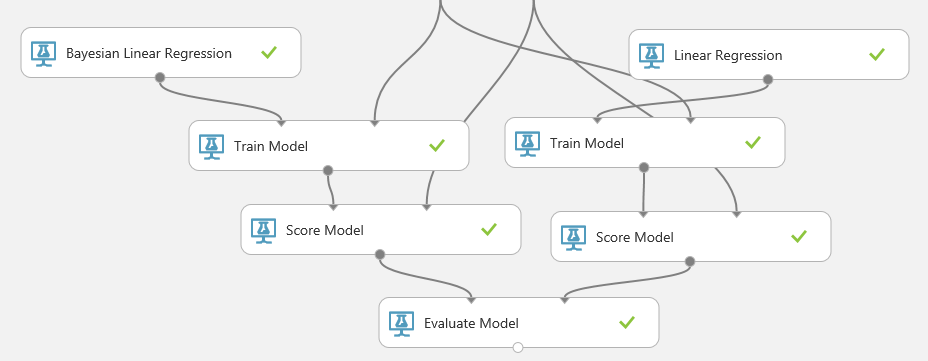 Bayesian Linear Regression
Linear Regression
Train Model
Train Model
Score Model
Score Model
Evaluate Model